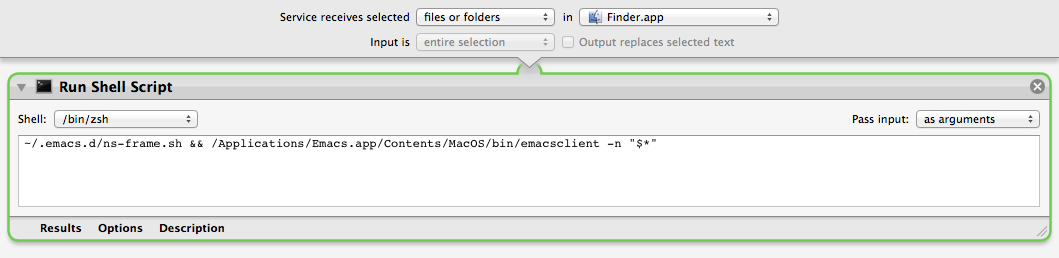 Service receives selected files or folders in Finder.app
Input is entire selection Output replaces selected text
Run Shell Script
Shell: /bin/zsh Pass input: as arguments
~/.emacs.d/ns-frame.sh && /Applications/Emacs.app/Contents/MacOS/bin/emacsclient -n "$*"
Results Options Description